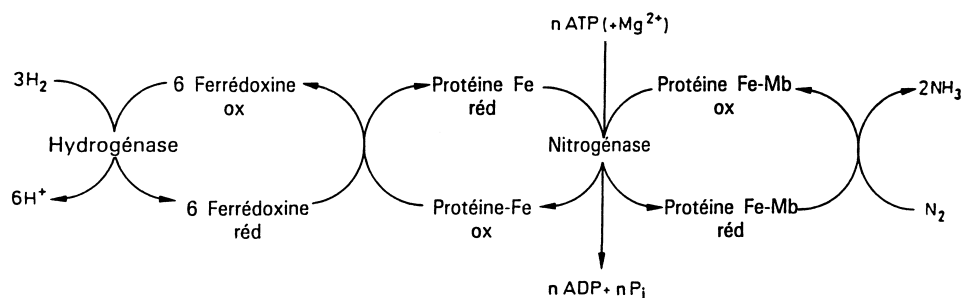 n ATP (+Mg²⁺)
3H₂
6 Ferrédoxine
ox
Protéine Fe
réd
Protéine Fe-Mb
ox
2NH₃
Hydrogénase
Nitrogénase
6H⁺
6 Ferrédoxine
réd
Protéine-Fe
ox
Protéine Fe-Mb
réd
N₂
n ADP + n Pᵢ